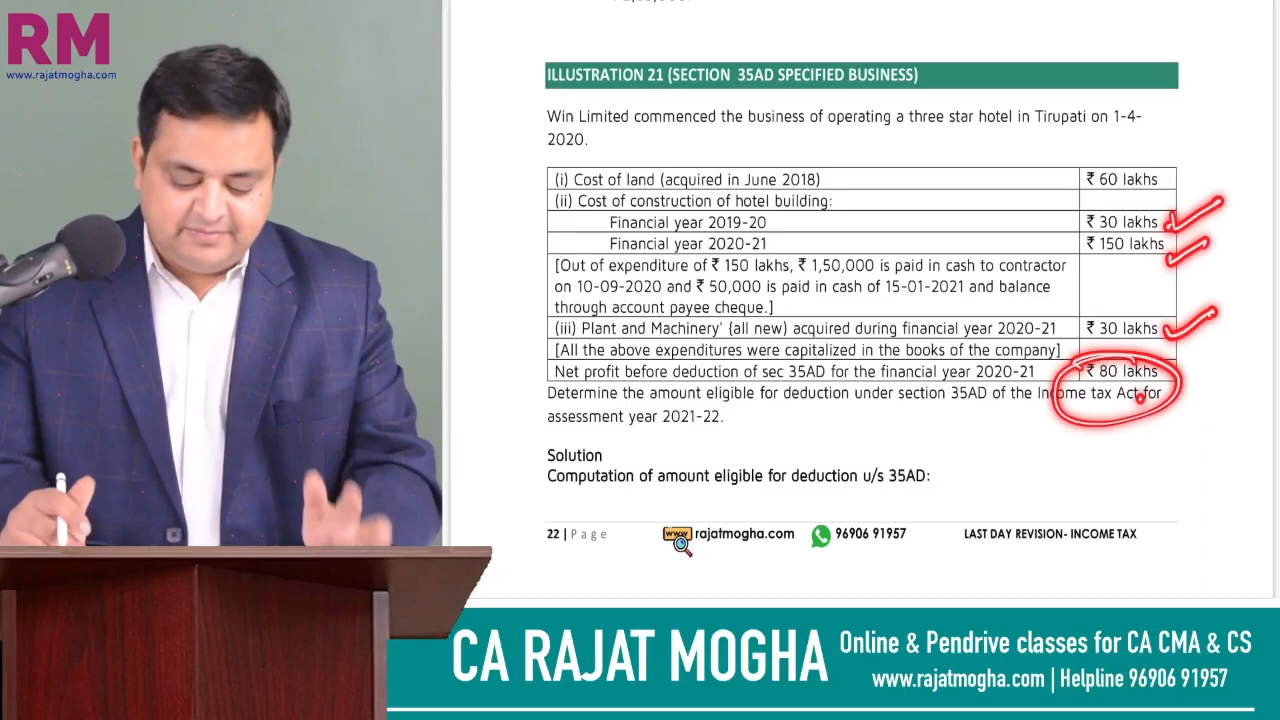 RM
www.rajatmogha.com
ILLUSTRATION 21 (SECTION 35AD SPECIFIED BUSINESS)
Win Limited commenced the business of operating a three star hotel in Tirupati on 1-4-
2020.
(i) Cost of land (acquired in June 2018) ₹ 60 lakhs
(ii) Cost of construction of hotel building:
Financial year 2019-20 ₹ 30 lakhs
Financial year 2020-21 ₹ 150 lakhs
[Out of expenditure of ₹ 150 lakhs, ₹ 1,50,000 is paid in cash to contractor
on 10-09-2020 and ₹ 50,000 is paid in cash of 15-01-2021 and balance
through account payee cheque.]
(iii) Plant and Machinery' {all new) acquired during financial year 2020-21 ₹ 30 lakhs
[All the above expenditures were capitalized in the books of the company]
Net profit before deduction of sec 35AD for the financial year 2020-21 ₹ 80 lakhs
Determine the amount eligible for deduction under section 35AD of the Income tax Act for
assessment year 2021-22.
Solution
Computation of amount eligible for deduction u/s 35AD:
22 | Page www rajatmogha.com 96906 91957 LAST DAY REVISION- INCOME TAX
CA RAJAT MOGHA
Online & Pendrive classes for CA CMA & CS
www.rajatmogha.com | Helpline 96906 91957